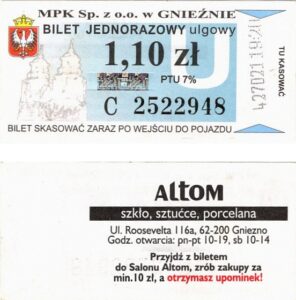 MPK Sp. z o.o. w GNIEŹNIE
BILET JEDNORAZOWY ulgowy
1,10 zł
PTU 7%
C 2522948
BILET SKASOWAĆ ZARAZ PO WEJŚCIU DO POJAZDU
TU KASOWAĆ
ALTOM
szkło, sztućce, porcelana
Ul. Roosevelta 116a, 62-200 Gniezno
Godz. otwarcia: pn-pt 10-19, sb 10-14
Przyjdź z biletem
do Salonu Altom, zrób zakupy za
min.10 zł, a otrzymasz upominek!